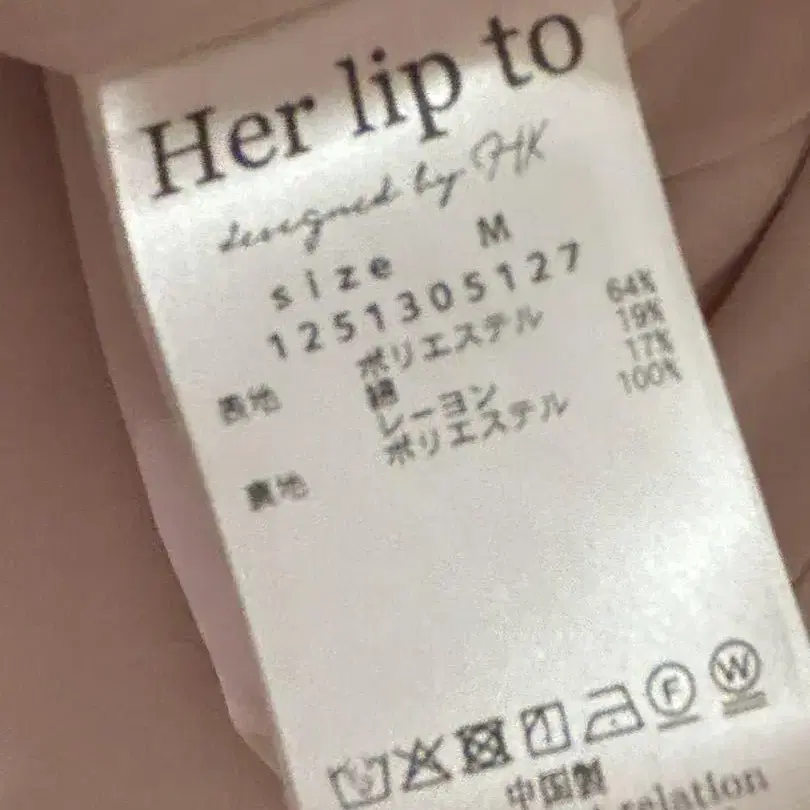 Her lip to
designed by HK
size M
1251305127
表地 ポリエステル 64%
綿 19%
レーヨン 17%
裏地 ポリエステル 100%
F W
中国製
relation